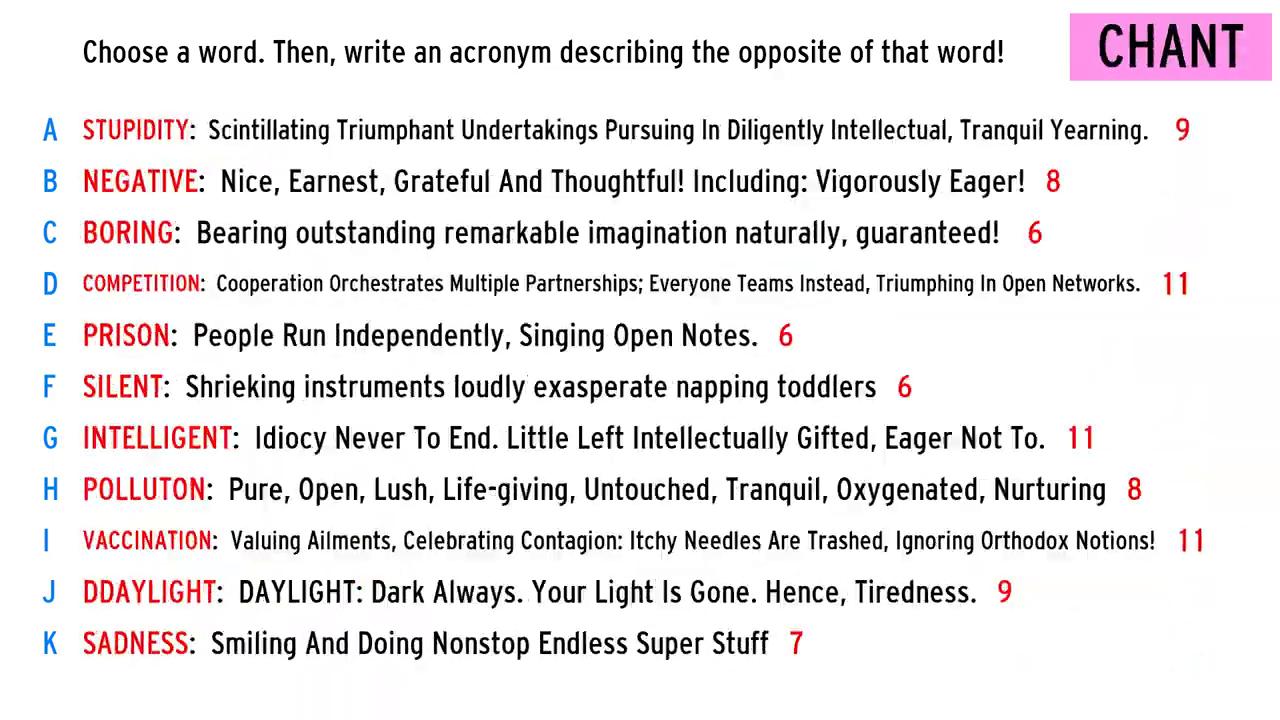 Choose a word. Then, write an acronym describing the opposite of that word!
CHANT
A STUPIDITY: Scintillating Triumphant Undertakings Pursuing In Diligently Intellectual, Tranquil Yearning. 9
B NEGATIVE: Nice, Earnest, Grateful And Thoughtful! Including: Vigorously Eager! 8
C BORING: Bearing outstanding remarkable imagination naturally, guaranteed! 6
D COMPETITION: Cooperation Orchestrates Multiple Partnerships; Everyone Teams Instead, Triumphing In Open Networks. 11
E PRISON: People Run Independently, Singing Open Notes. 6
F SILENT: Shrieking instruments loudly exasperate napping toddlers 6
G INTELLIGENT: Idiocy Never To End. Little Left Intellectually Gifted, Eager Not To. 11
H POLLUTON: Pure, Open, Lush, Life-giving, Untouched, Tranquil, Oxygenated, Nurturing 8
I VACCINATION: Valuing Ailments, Celebrating Contagion: Itchy Needles Are Trashed, Ignoring Orthodox Notions! 11
J DDAYLIGHT: DAYLIGHT: Dark Always. Your Light Is Gone. Hence, Tiredness. 9
K SADNESS: Smiling And Doing Nonstop Endless Super Stuff 7